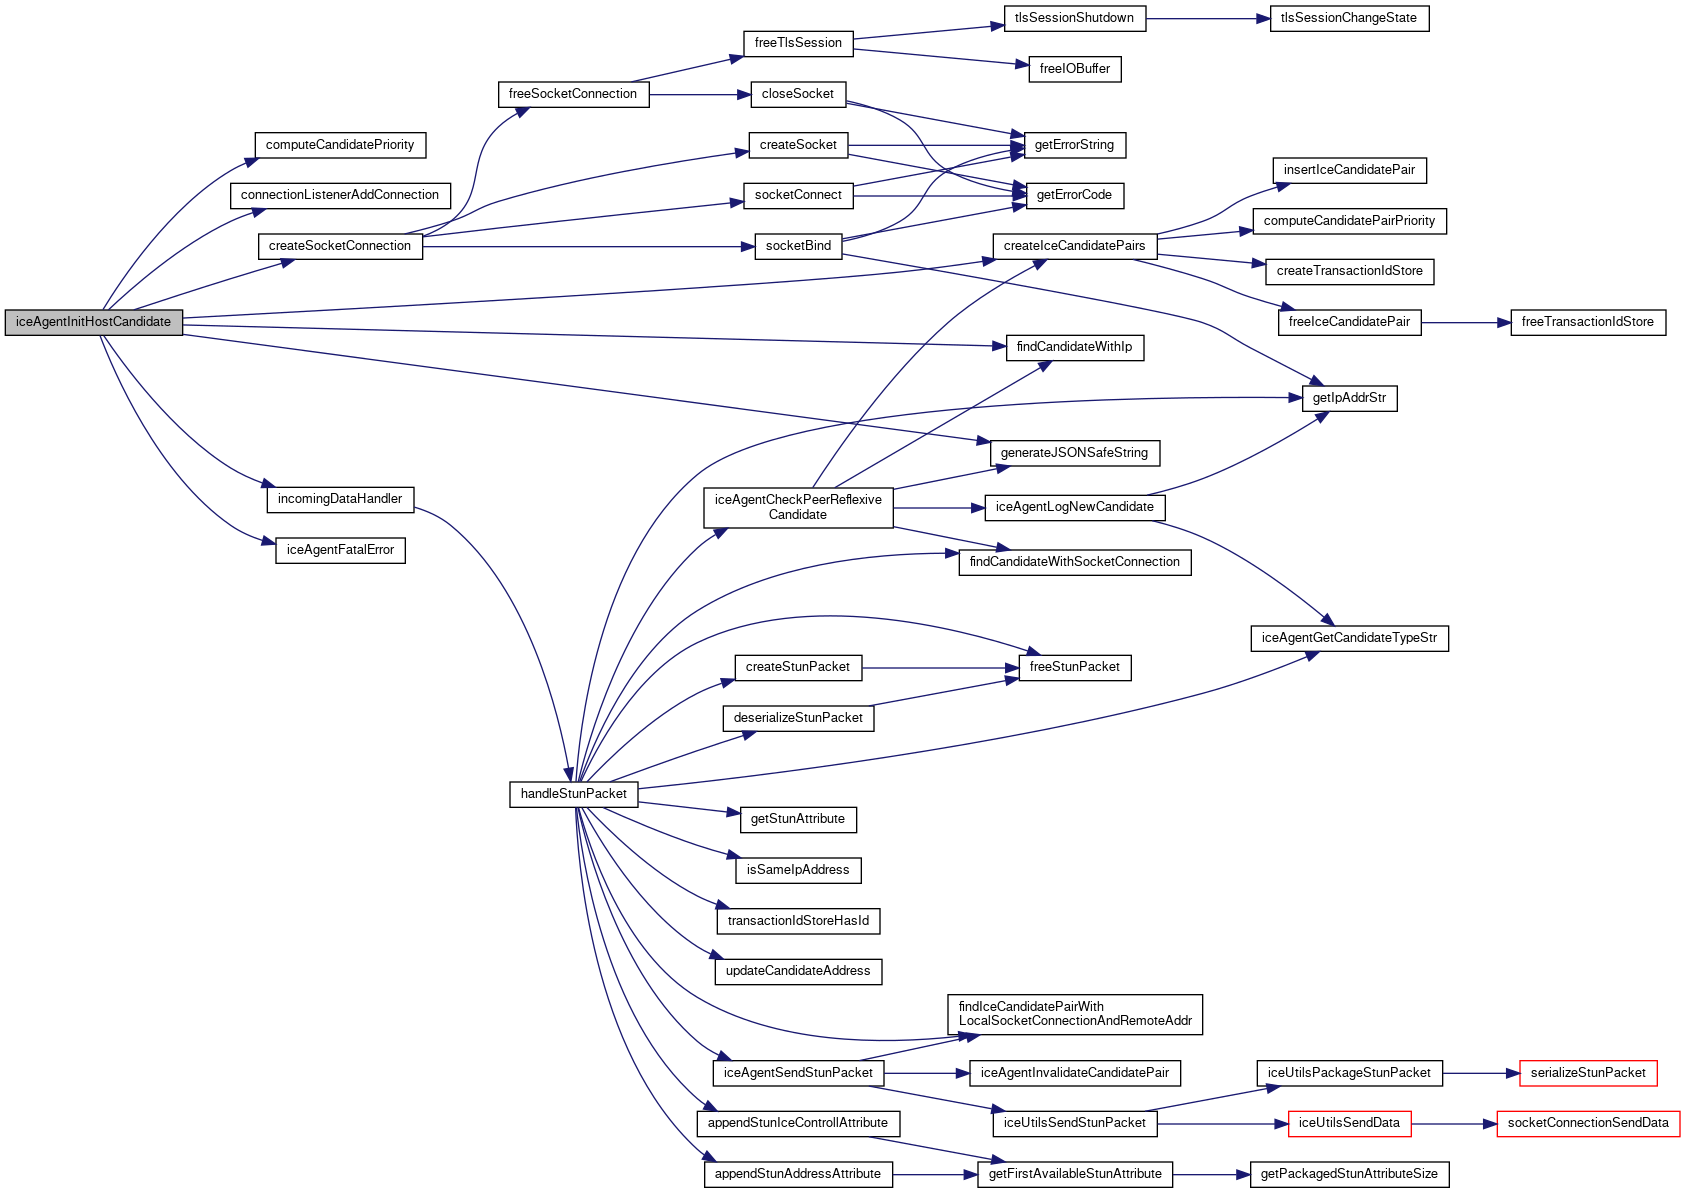 tlsSessionShutdown
tlsSessionChangeState
freeTlsSession
freeIOBuffer
freeSocketConnection
closeSocket
computeCandidatePriority
createSocket
getErrorString
insertIceCandidatePair
connectionListenerAddConnection
socketConnect
getErrorCode
computeCandidatePairPriority
createSocketConnection
socketBind
createIceCandidatePairs
createTransactionIdStore
iceAgentInitHostCandidate
freeIceCandidatePair
freeTransactionIdStore
findCandidateWithIp
getIpAddrStr
generateJSONSafeString
incomingDataHandler
iceAgentCheckPeerReflexive
Candidate
iceAgentLogNewCandidate
iceAgentFatalError
findCandidateWithSocketConnection
iceAgentGetCandidateTypeStr
createStunPacket
freeStunPacket
deserializeStunPacket
handleStunPacket
getStunAttribute
isSameIpAddress
transactionIdStoreHasId
updateCandidateAddress
findIceCandidatePairWith
LocalSocketConnectionAndRemoteAddr
iceAgentSendStunPacket
iceAgentInvalidateCandidatePair
iceUtilsPackageStunPacket
serializeStunPacket
appendStunIceControllAttribute
iceUtilsSendStunPacket
iceUtilsSendData
socketConnectionSendData
appendStunAddressAttribute
getFirstAvailableStunAttribute
getPackagedStunAttributeSize